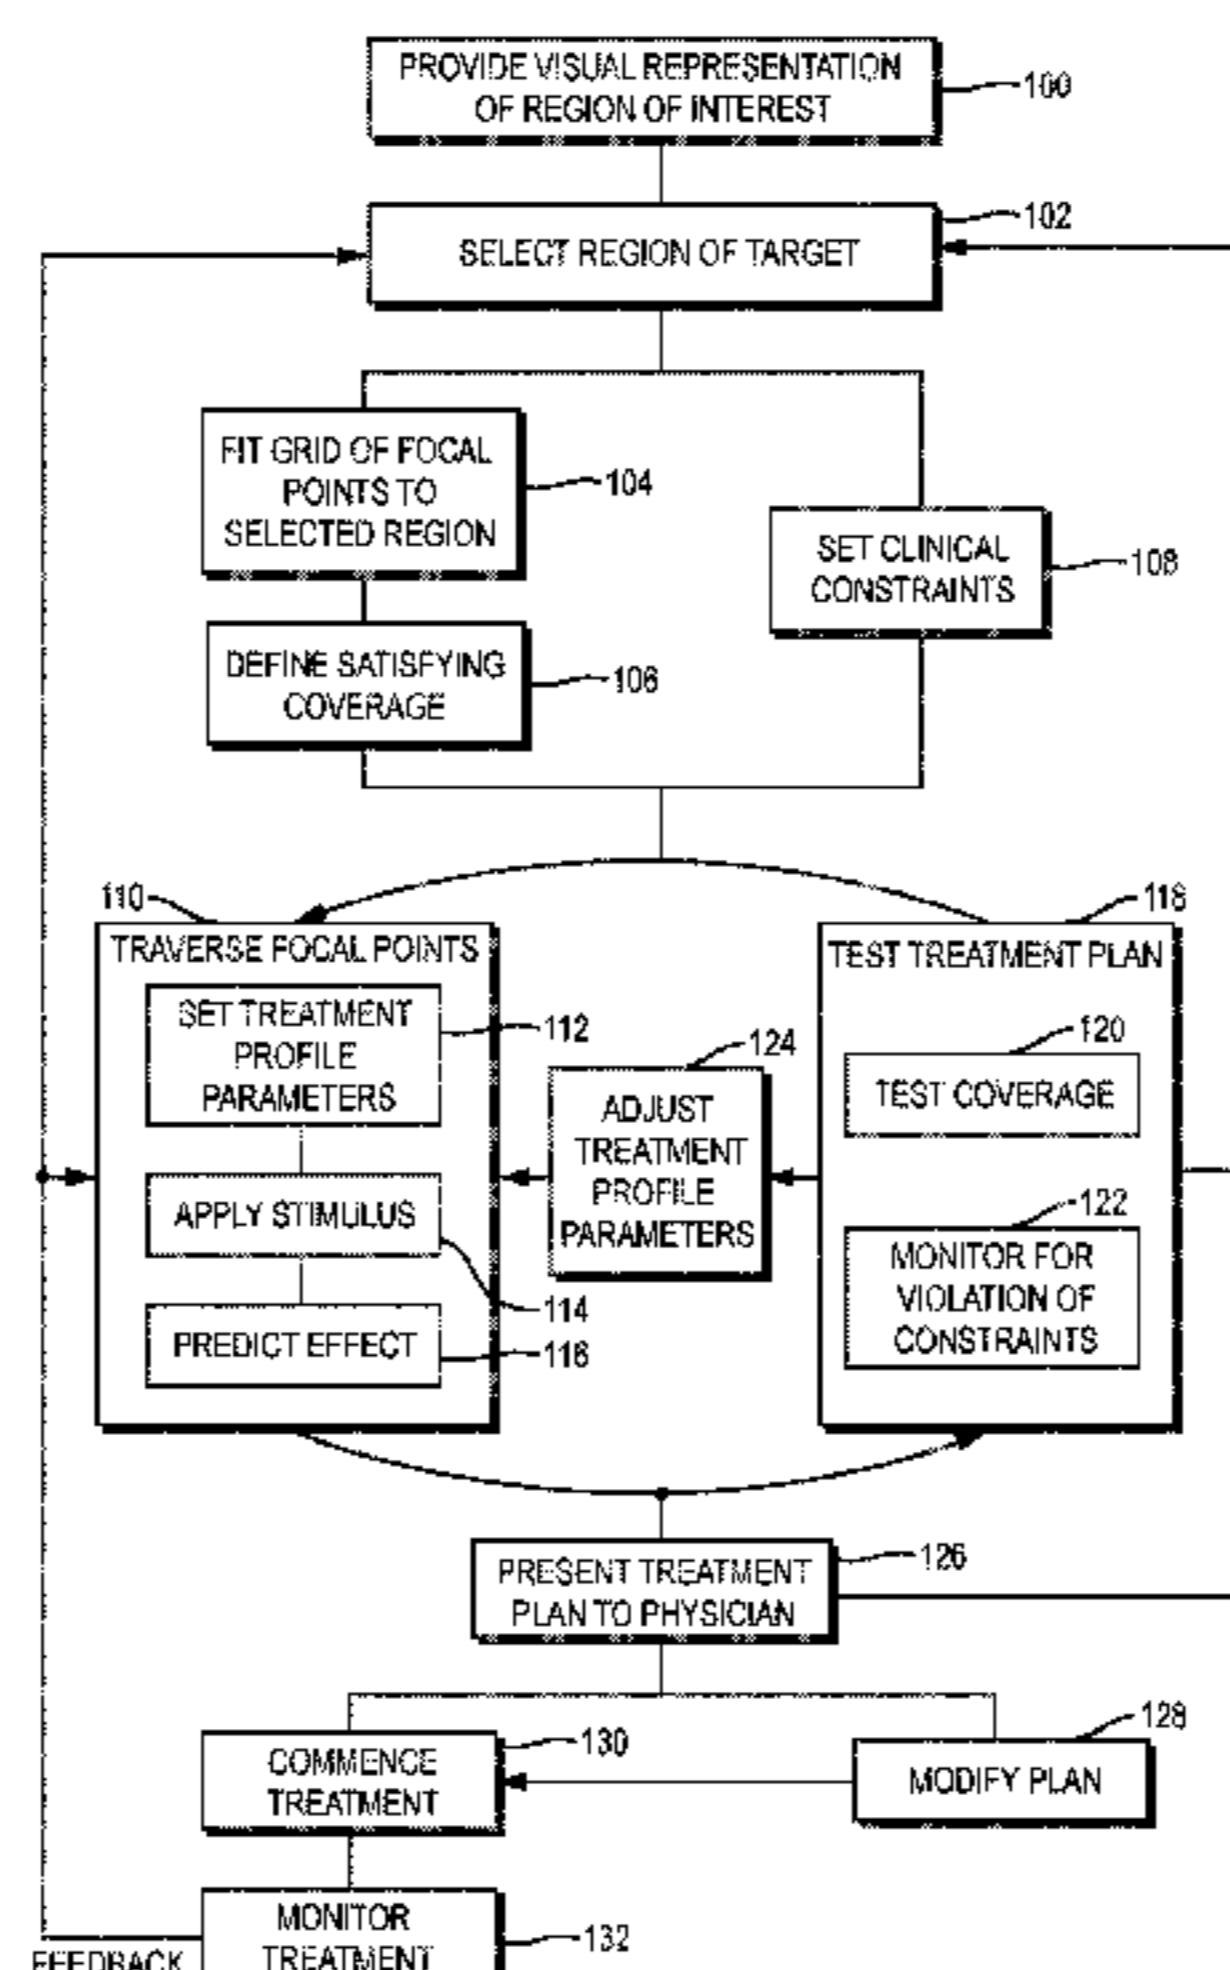 PROVIDE VISUAL REPRESENTATION
OF REGION OF INTEREST
100
SELECT REGION OF TARGET
102
FIT GRID OF FOCAL
POINTS TO
SELECTED REGION
104
SET CLINICAL
CONSTRAINTS
108
DEFINE SATISFYING
COVERAGE
106
110
TRAVERSE FOCAL POINTS
SET TREATMENT
PROFILE
PARAMETERS
112
APPLY STIMULUS
114
PREDICT EFFECT
116
124
ADJUST
TREATMENT
PROFILE
PARAMETERS
118
TEST TREATMENT PLAN
120
TEST COVERAGE
122
MONITOR FOR
VIOLATION OF
CONSTRAINTS
PRESENT TREATMENT
PLAN TO PHYSICIAN
126
COMMENCE
TREATMENT
130
128
MODIFY PLAN
MONITOR
TREATMENT
132
FEEDBACK